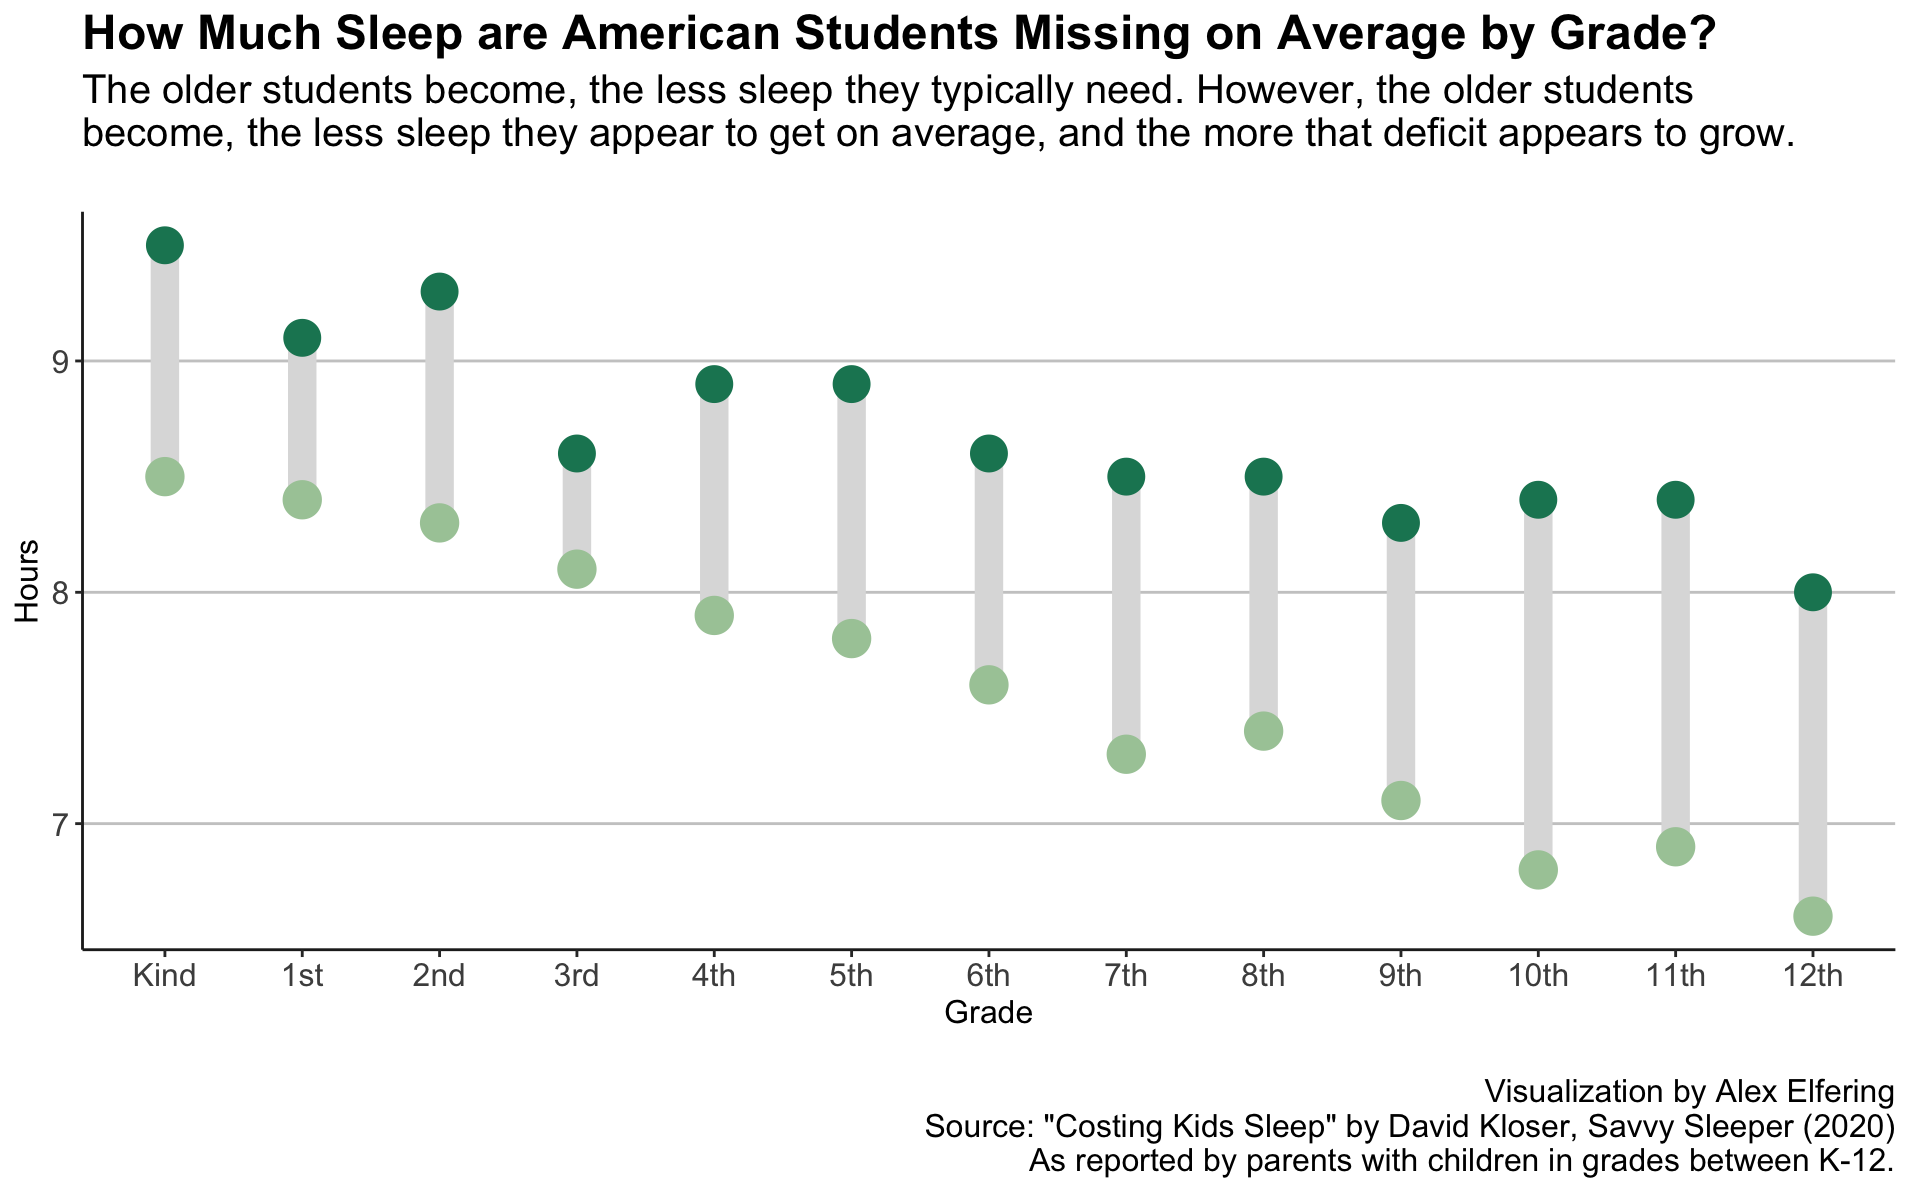 How Much Sleep are American Students Missing on Average by Grade?
The older students become, the less sleep they typically need. However, the older students
become, the less sleep they appear to get on average, and the more that deficit appears to grow.
9
8
7
Hours
Kind 1st 2nd 3rd 4th 5th 6th 7th 8th 9th 10th 11th 12th
Grade
Visualization by Alex Elfering
Source: "Costing Kids Sleep" by David Kloser, Savvy Sleeper (2020)
As reported by parents with children in grades between K-12.